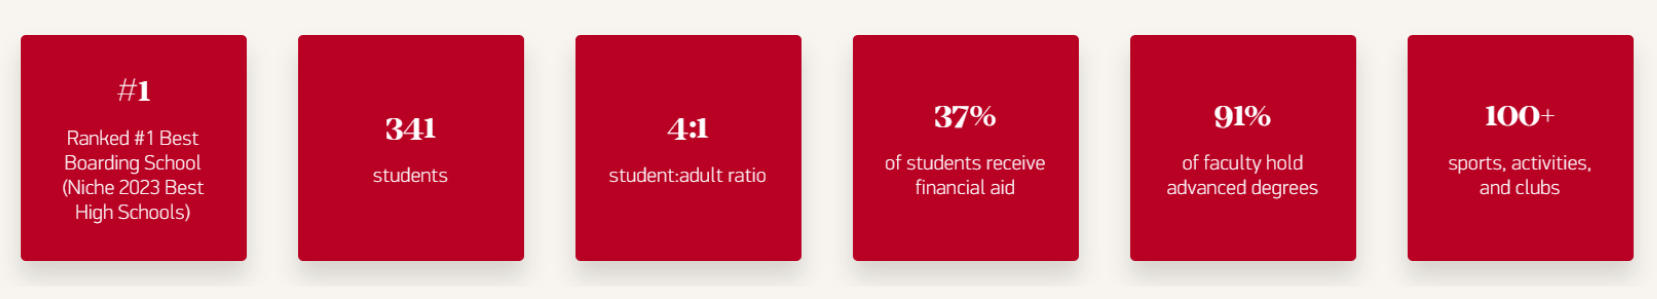 #1
Ranked #1 Best
Boarding School
(Niche 2023 Best
High Schools)
341
students
4:1
student:adult ratio
37%
of students receive
financial aid
91%
of faculty hold
advanced degrees
100+
sports, activities,
and clubs